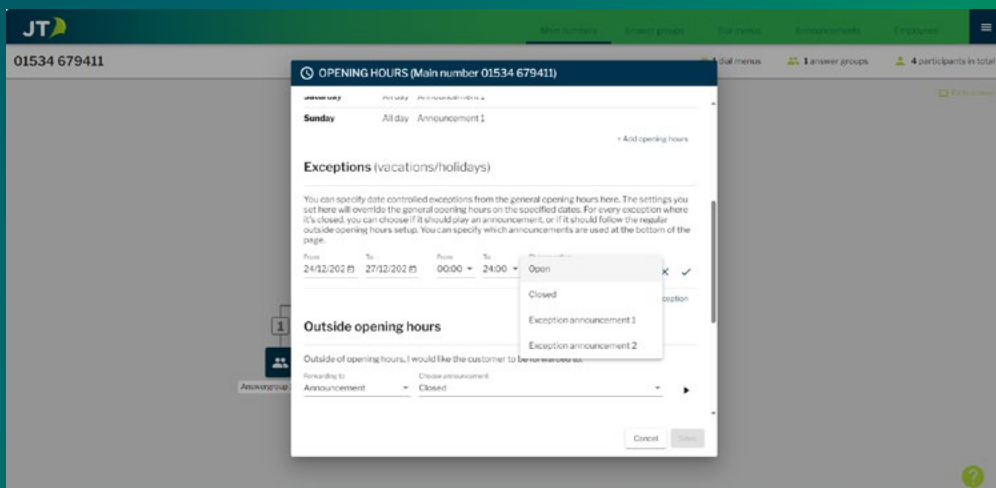 JT
Main numbers Answer groups Dial menus Announcements Employees
01534 679411
dial menus 1 answer groups 4 participants in total
OPENING HOURS (Main number 01534 679411)
Saturday All day Announcement 1
Sunday All day Announcement 1
+ Add opening hours
Exceptions (vacations/holidays)
You can specify date controlled exceptions from the general opening hours here. The settings you
set here will override the general opening hours on the specified dates. For every exception where
it's closed, you can choose if it should play an announcement, or if it should follow the regular
outside opening hours setup. You can specify which announcements are used at the bottom of the
page.
From To From To
24/12/202 27/12/202 00:00 24:00 Open
Closed
Exception announcement 1
Exception announcement 2
1
Outside opening hours
Outside of opening hours, I would like the customer to be forwarded to:
Forwarding to Choose announcement
Announcement Closed
Answergroup
Cancel Save
?